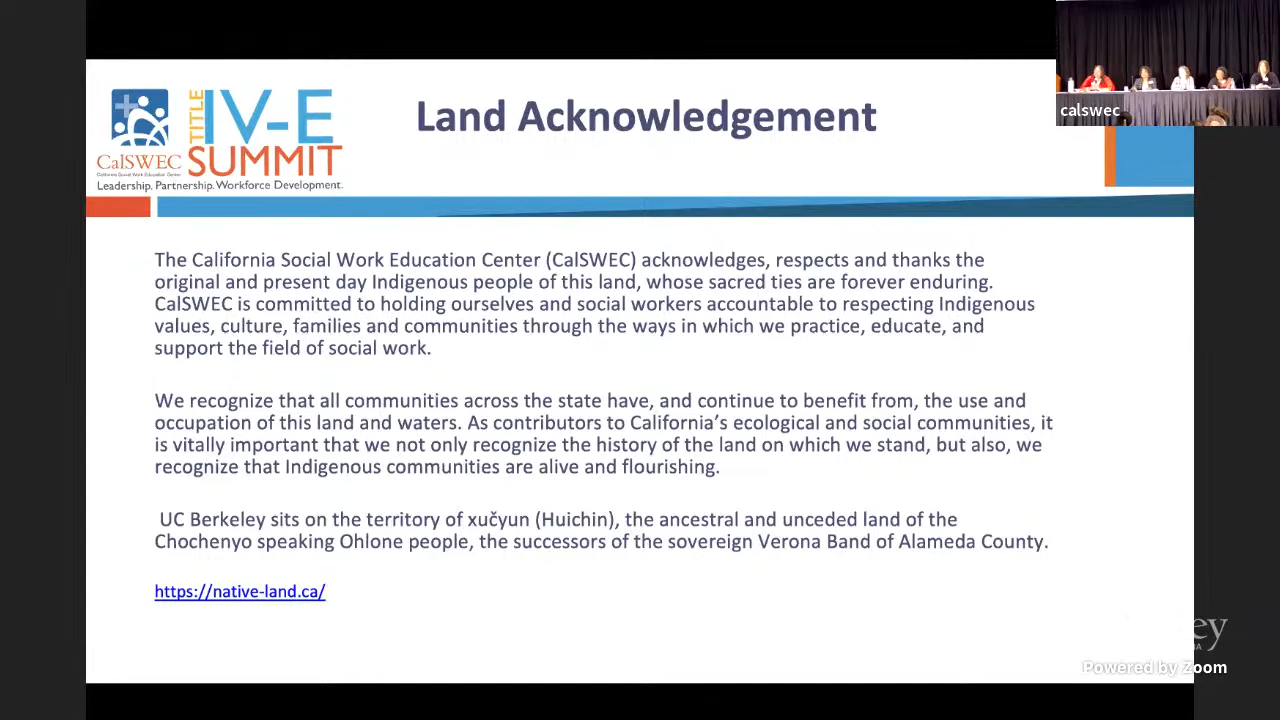 TITLE
IV-E
SUMMIT
CalSWEC
California Social Work Education Center
Leadership. Partnership. Workforce Development.
Land Acknowledgement
calswec
The California Social Work Education Center (CalSWEC) acknowledges, respects and thanks the
original and present day Indigenous people of this land, whose sacred ties are forever enduring.
CalSWEC is committed to holding ourselves and social workers accountable to respecting Indigenous
values, culture, families and communities through the ways in which we practice, educate, and
support the field of social work.
We recognize that all communities across the state have, and continue to benefit from, the use and
occupation of this land and waters. As contributors to California's ecological and social communities, it
is vitally important that we not only recognize the history of the land on which we stand, but also, we
recognize that Indigenous communities are alive and flourishing.
UC Berkeley sits on the territory of xučyun (Huichin), the ancestral and unceded land of the
Chochenyo speaking Ohlone people, the successors of the sovereign Verona Band of Alameda County.
https://native-land.ca/
Powered by Zoom